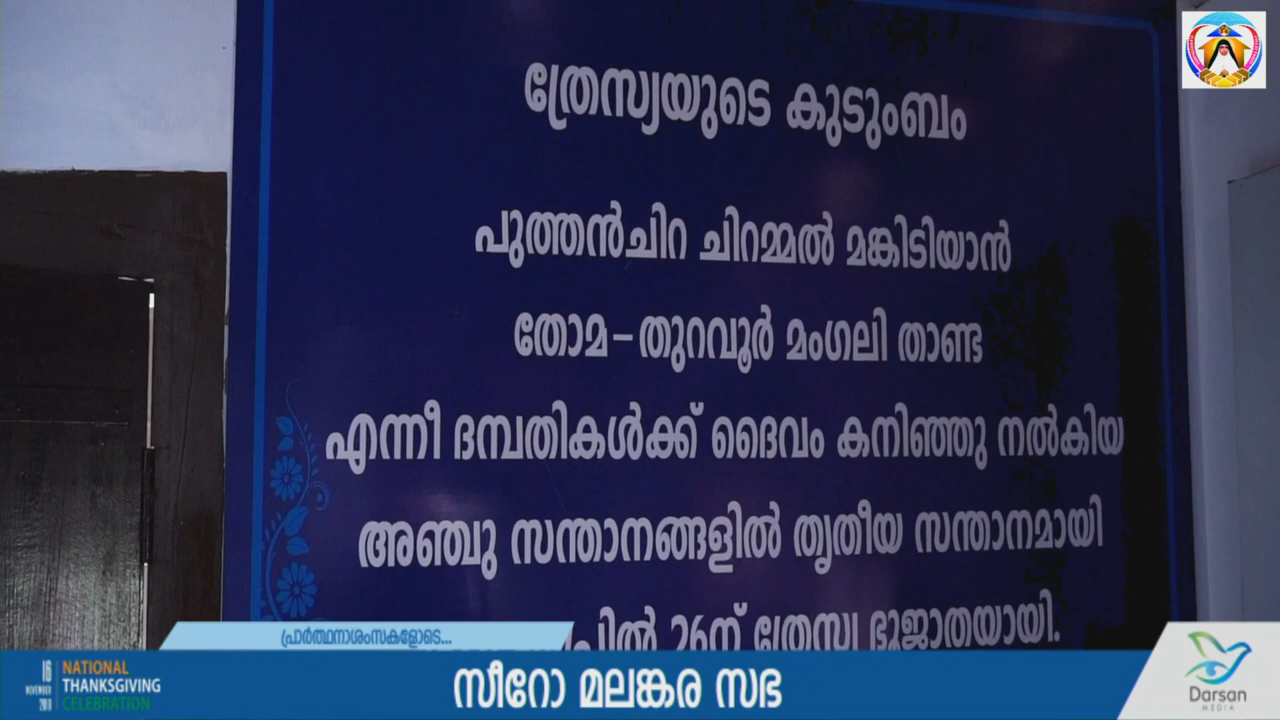 ത്രേസ്യയുടെ കുടുംബം
പുത്തൻചിറ ചിറമ്മൽ മങ്കിടിയാൻ
തോമ-തുറവൂർ മംഗലി താണ്ട
എന്നീ ദമ്പതികൾക്ക് ദൈവം കനിഞ്ഞു നൽകിയ
അഞ്ചു സന്താനങ്ങളിൽ തൃതീയ സന്താനമായി
26ന് ത്രേസ്യ ഭൂജാതയായി.
പ്രാർത്ഥനാശംസകളോടെ...
16 NOVEMBER
NATIONAL THANKSGIVING CELEBRATION
സീറോ മലങ്കര സഭ
Darsan
MEDIA